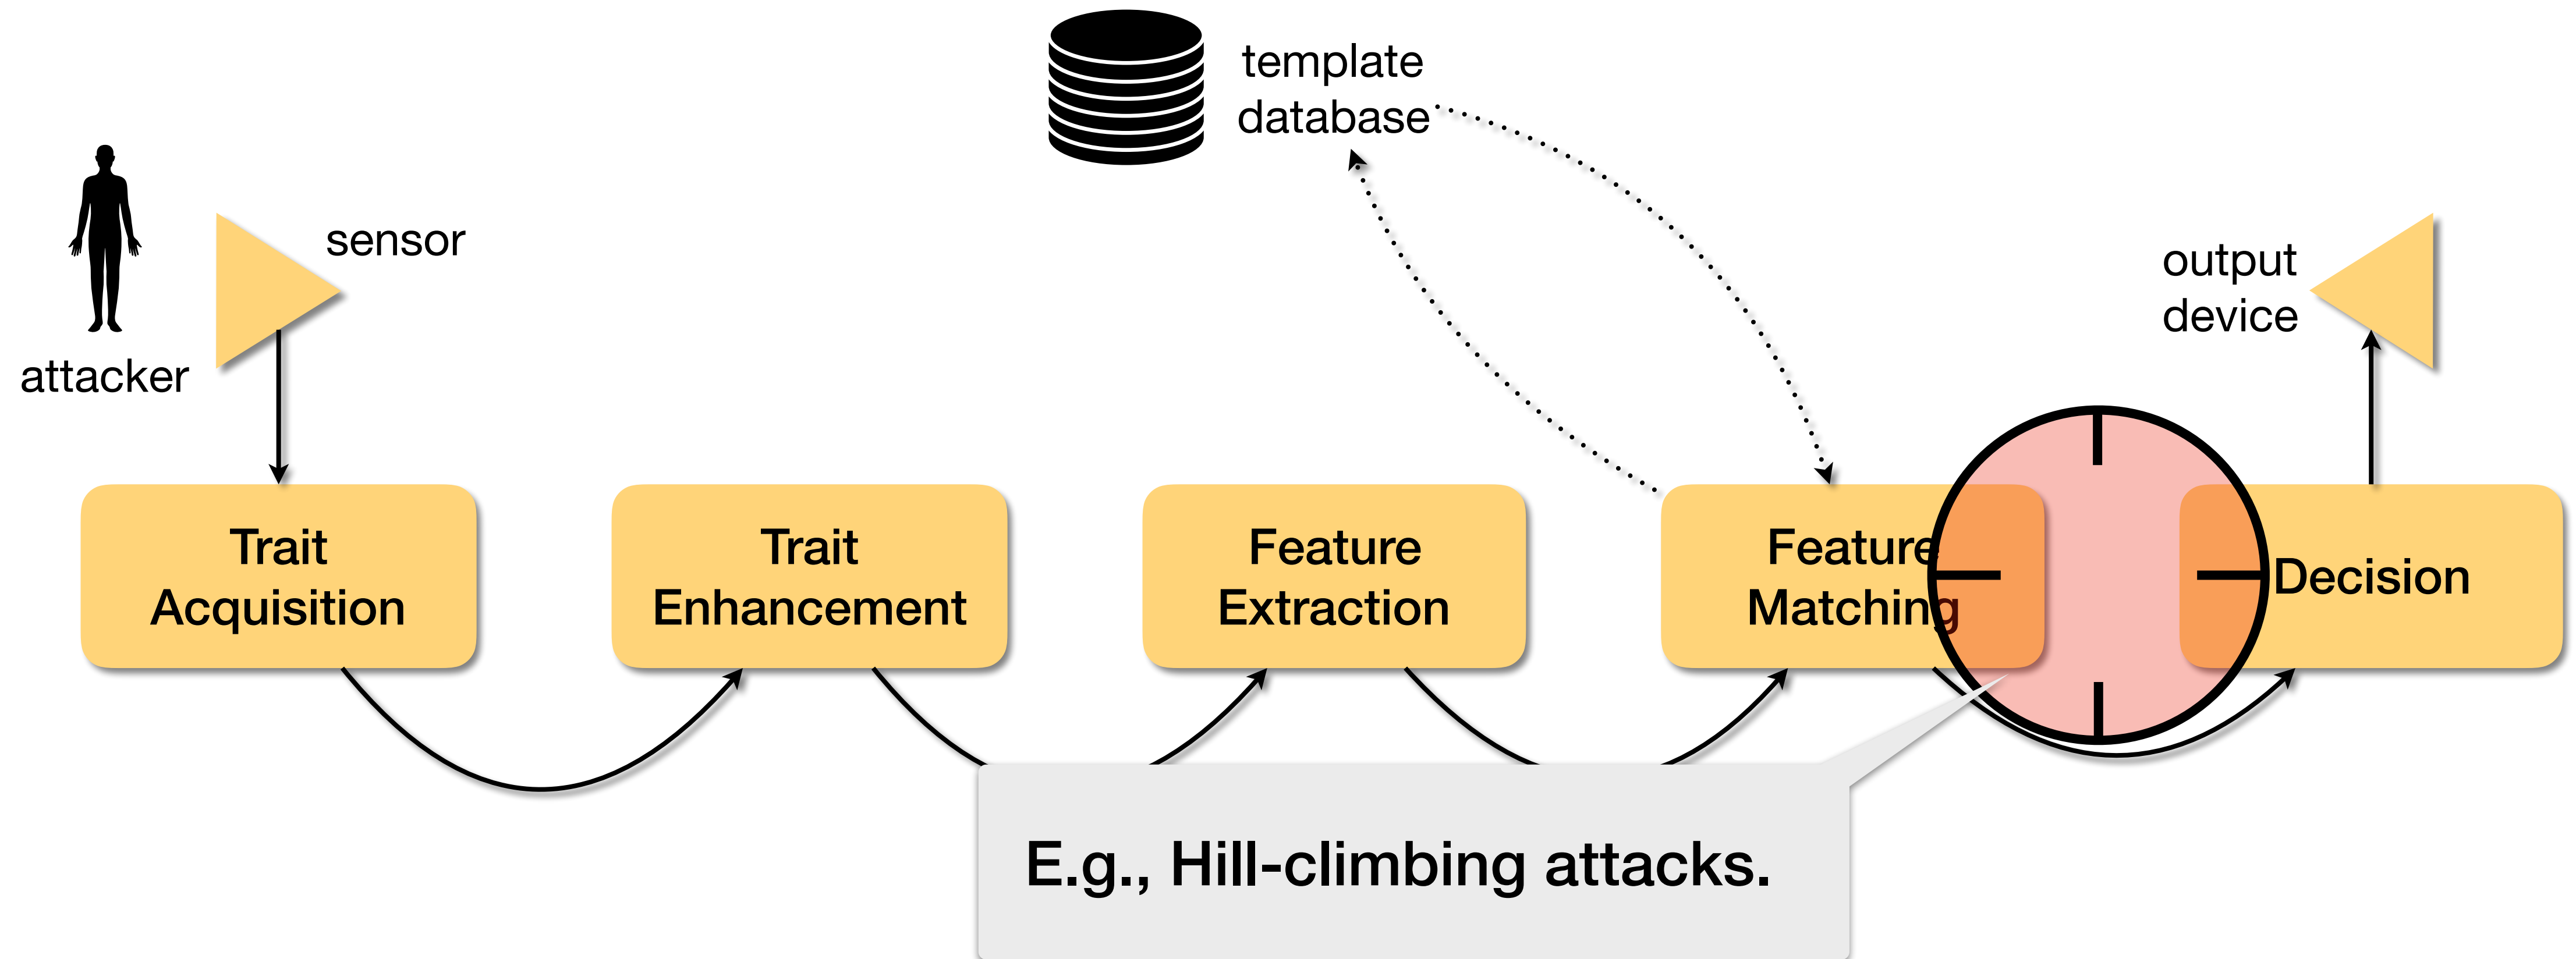 template
database
sensor
attacker
output
device
Trait
Acquisition
Trait
Enhancement
Feature
Extraction
Feature
Matching
Decision
E.g., Hill-climbing attacks.